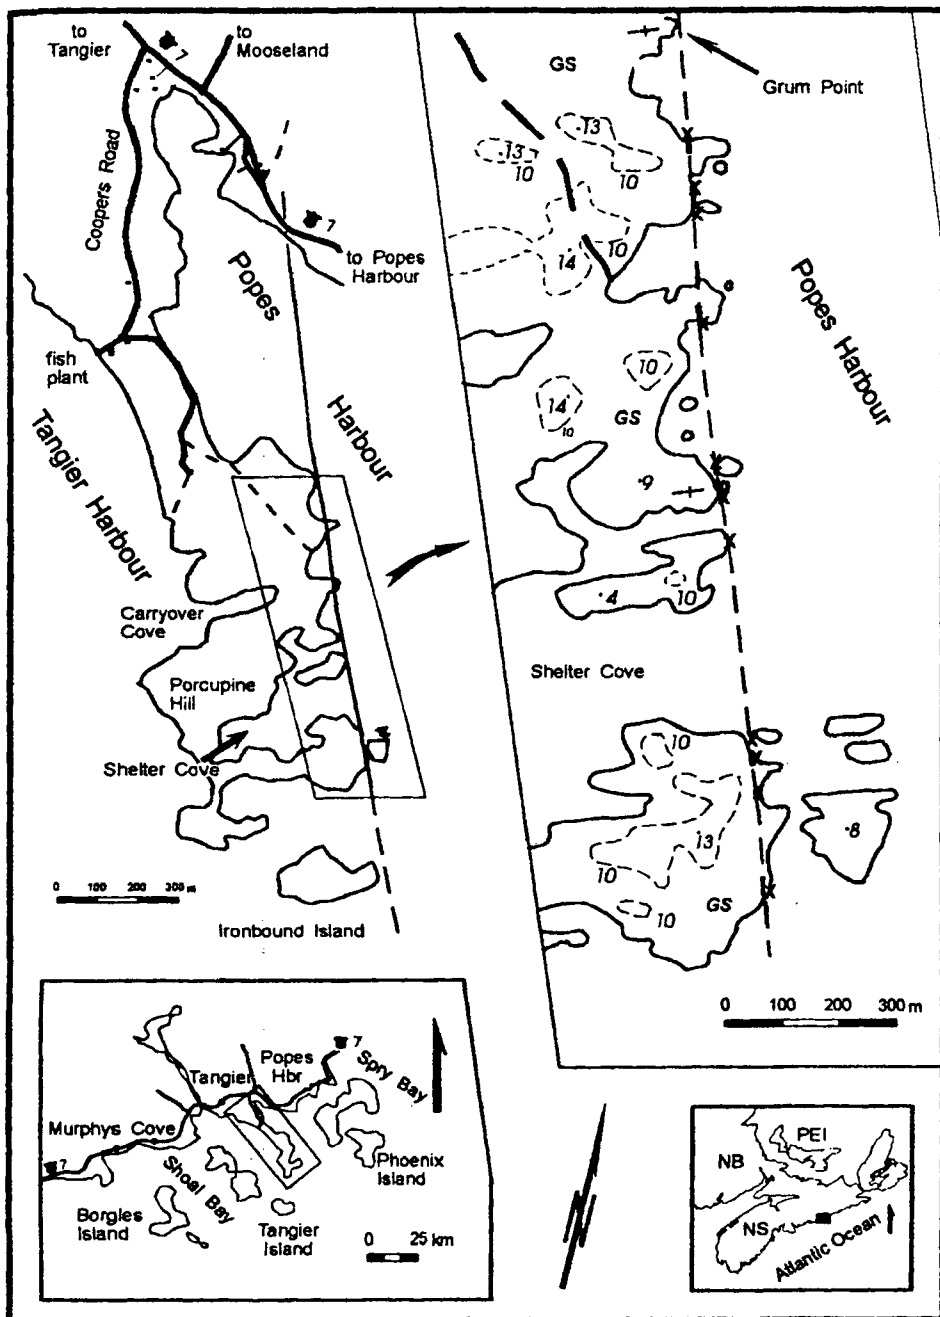 to
Tangier
to
Mooseland
7
Coopers Road
7
to Popes
Harbour
Popes
Harbour
fish
plant
Tangier Harbour
Carryover
Cove
Porcupine
Hill
Shelter Cove
0 100 200 300 m
Ironbound Island
GS
Grum Point
13
13
10
10
10
14
Popes Harbour
10
14
10
GS
9
4
10
Shelter Cove
10
13
8
10
GS
10
0 100 200 300 m
7
Popes
Hbr
Spry Bay
Tangier
Murphys Cove
7
Shoal Bay
Phoenix
Island
Borgles
Island
Tangier
Island
0 25 km
PEI
NB
NS
Atlantic Ocean